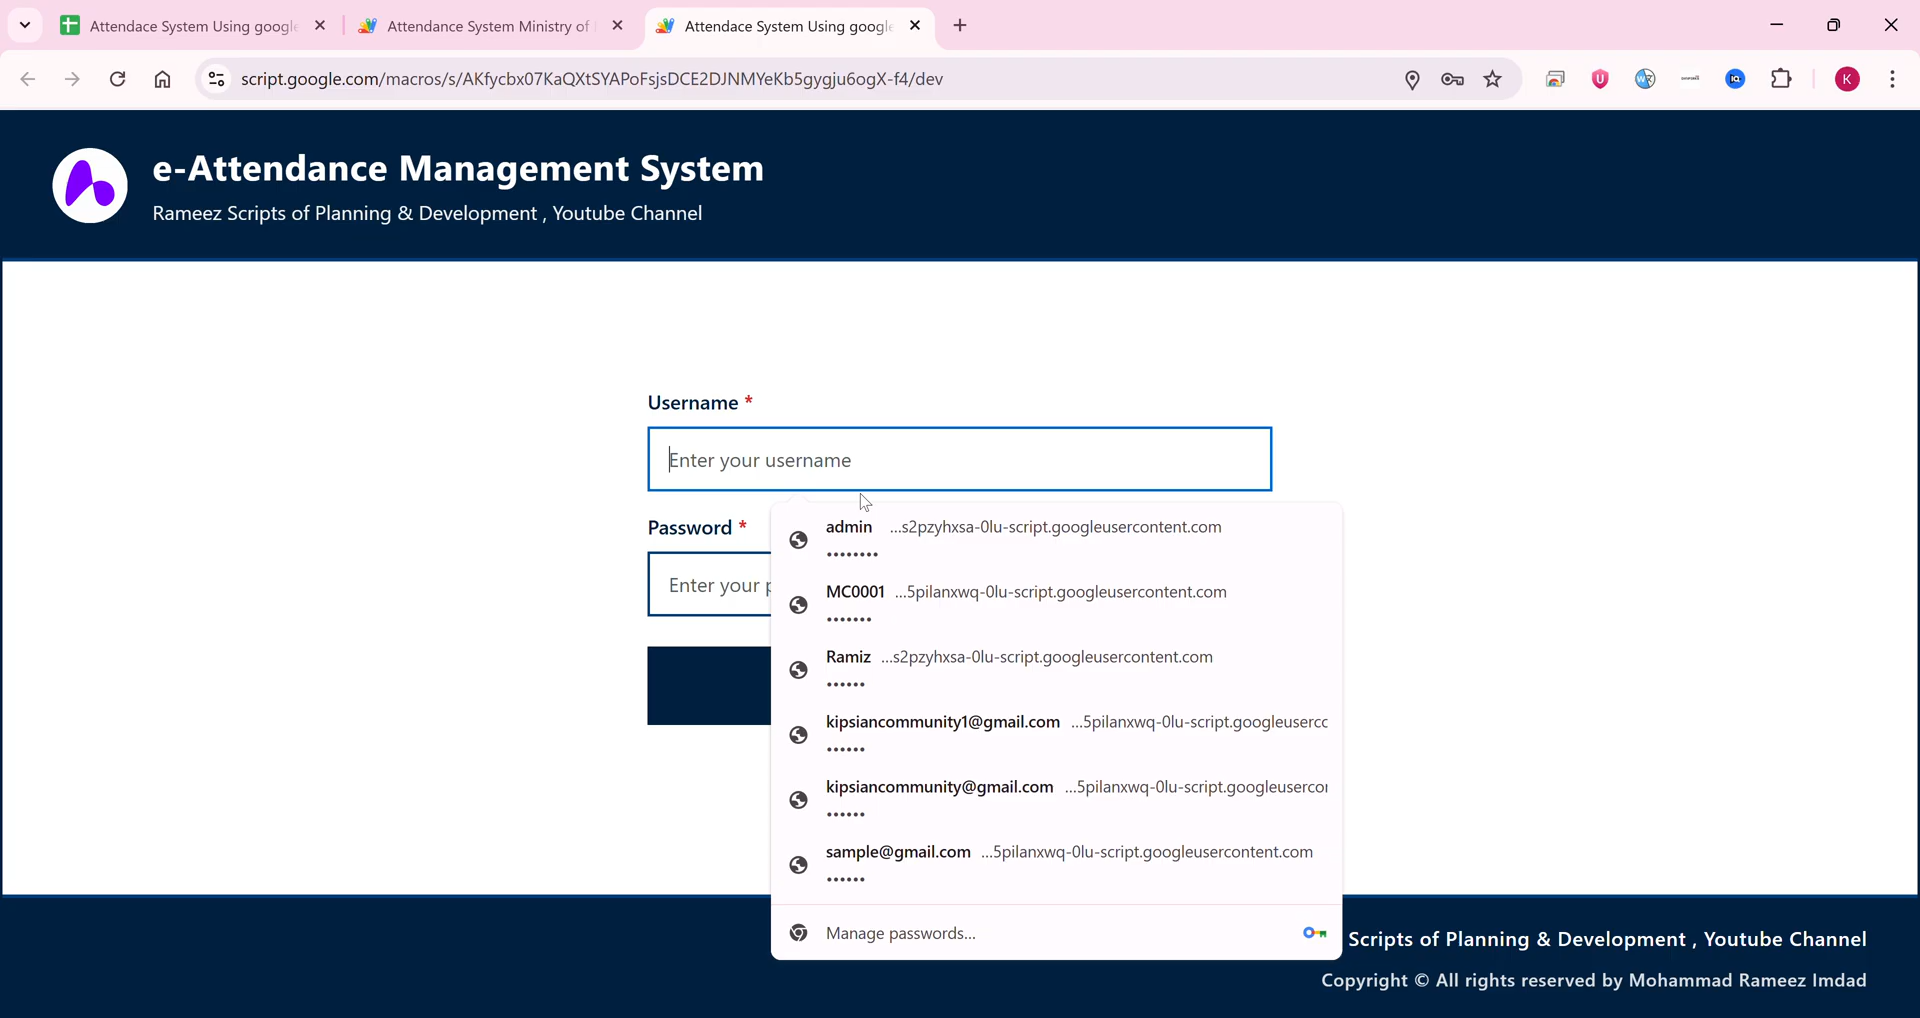 Attendace System Using google
Attendance System Ministry of
Attendace System Using google
script.google.com/macros/s/AKfycbx07KaQXtSYAPoFsjsDCE2DJNMYeKb5gygju6ogX-f4/dev
K
e-Attendance Management System
Rameez Scripts of Planning & Development , Youtube Channel
Username *
Enter your username
Password *
Enter your
admin ...s2pzyhxsa-0lu-script.googleusercontent.com
••••••••
MC0001 ...5pilanxwq-0lu-script.googleusercontent.com
•••••••
Ramiz ...s2pzyhxsa-0lu-script.googleusercontent.com
••••••
kipsiancommunity1@gmail.com ...5pilanxwq-0lu-script.googleusercc
••••••
kipsiancommunity@gmail.com ...5pilanxwq-0lu-script.googleusercor
••••••
sample@gmail.com ...5pilanxwq-0lu-script.googleusercontent.com
••••••
Manage passwords...
Scripts of Planning & Development , Youtube Channel
Copyright © All rights reserved by Mohammad Rameez Imdad